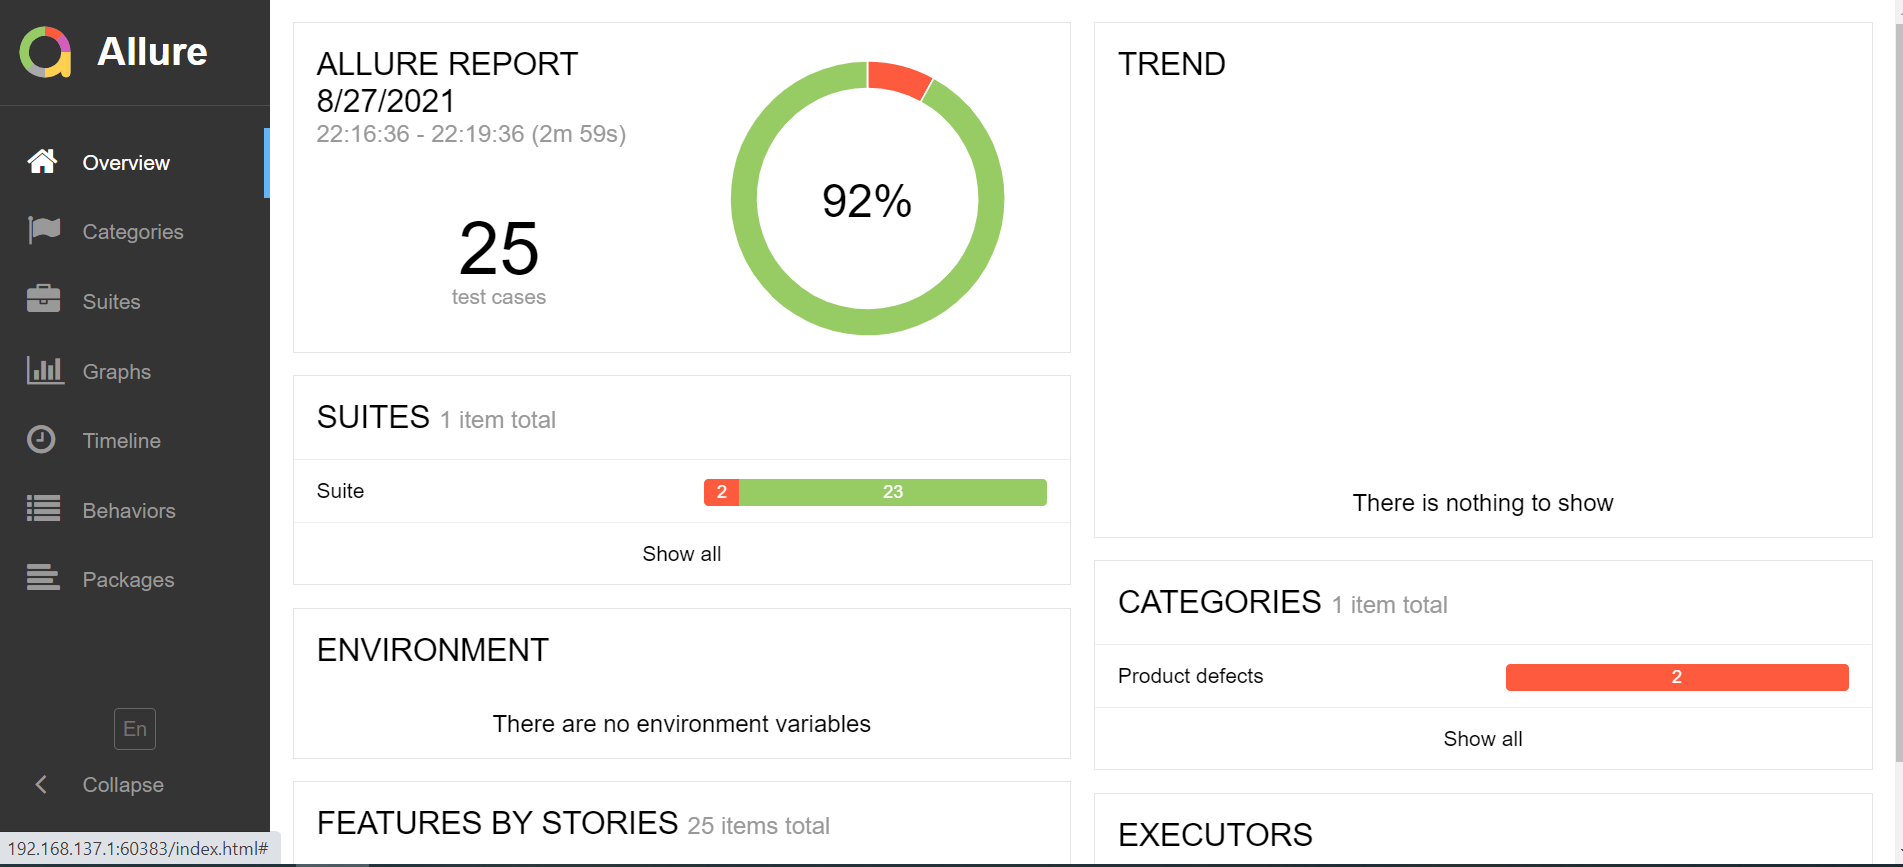 Allure
Overview
Categories
Suites
Graphs
Timeline
Behaviors
Packages
En
Collapse
192.168.137.1:60383/index.html#
ALLURE REPORT
8/27/2021
22:16:36 - 22:19:36 (2m 59s)
25
test cases
92%
SUITES 1 item total
Suite 2 23
Show all
ENVIRONMENT
There are no environment variables
FEATURES BY STORIES 25 items total
TREND
There is nothing to show
CATEGORIES 1 item total
Product defects 2
Show all
EXECUTORS